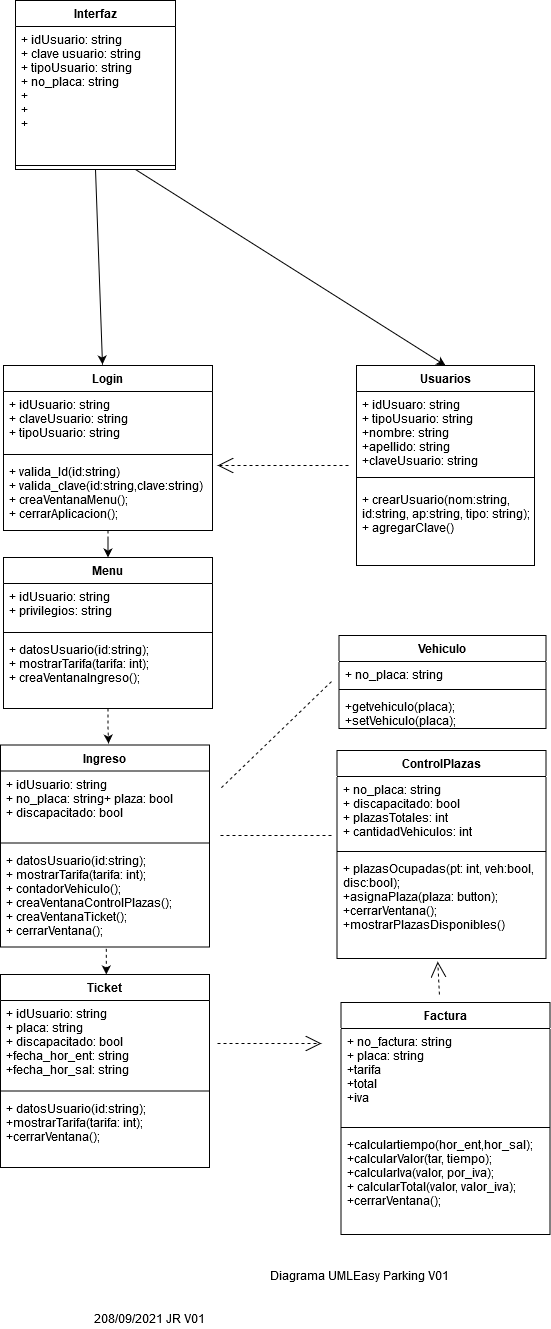 Interfaz
+ idUsuario: string
+ clave usuario: string
+ tipoUsuario: string
+ no_placa: string
+
+
+
Login
+ idUsuario: string
+ claveUsuario: string
+ tipoUsuario: string
+ valida_Id(id:string)
+ valida_clave(id:string,clave:string)
+ creaVentanaMenu();
+ cerrarAplicacion();
Usuarios
+ idUsuaro: string
+ tipoUsuario: string
+nombre: string
+apellido: string
+claveUsuario: string
+ crearUsuario(nom:string,
id:string, ap:string, tipo: string);
+ agregarClave()
Menu
+ idUsuario: string
+ privilegios: string
+ datosUsuario(id:string);
+ mostrarTarifa(tarifa: int);
+ creaVentanaIngreso();
Vehiculo
+ no_placa: string
+getvehiculo(placa);
+setVehiculo(placa);
Ingreso
+ idUsuario: string
+ no_placa: string+ plaza: bool
+ discapacitado: bool
+ datosUsuario(id:string);
+ mostrarTarifa(tarifa: int);
+ contadorVehiculo();
+ creaVentanaControlPlazas();
+ creaVentanaTicket();
+ cerrarVentana();
ControlPlazas
+ no_placa: string
+ discapacitado: bool
+ plazasTotales: int
+ cantidadVehiculos: int
+ plazasOcupadas(pt: int, veh:bool,
disc:bool);
+asignaPlaza(plaza: button);
+cerrarVentana();
+mostrarPlazasDisponibles()
Ticket
+ idUsuario: string
+ placa: string
+ discapacitado: bool
+fecha_hor_ent: string
+fecha_hor_sal: string
+ datosUsuario(id:string);
+mostrarTarifa(tarifa: int);
+cerrarVentana();
Factura
+ no_factura: string
+ placa: string
+tarifa
+total
+iva
+calculartiempo(hor_ent,hor_sal);
+calcularValor(tar, tiempo);
+calcularIva(valor, por_iva);
+ calcularTotal(valor, valor_iva);
+cerrarVentana();
Diagrama UMLEasy Parking V01
208/09/2021 JR V01